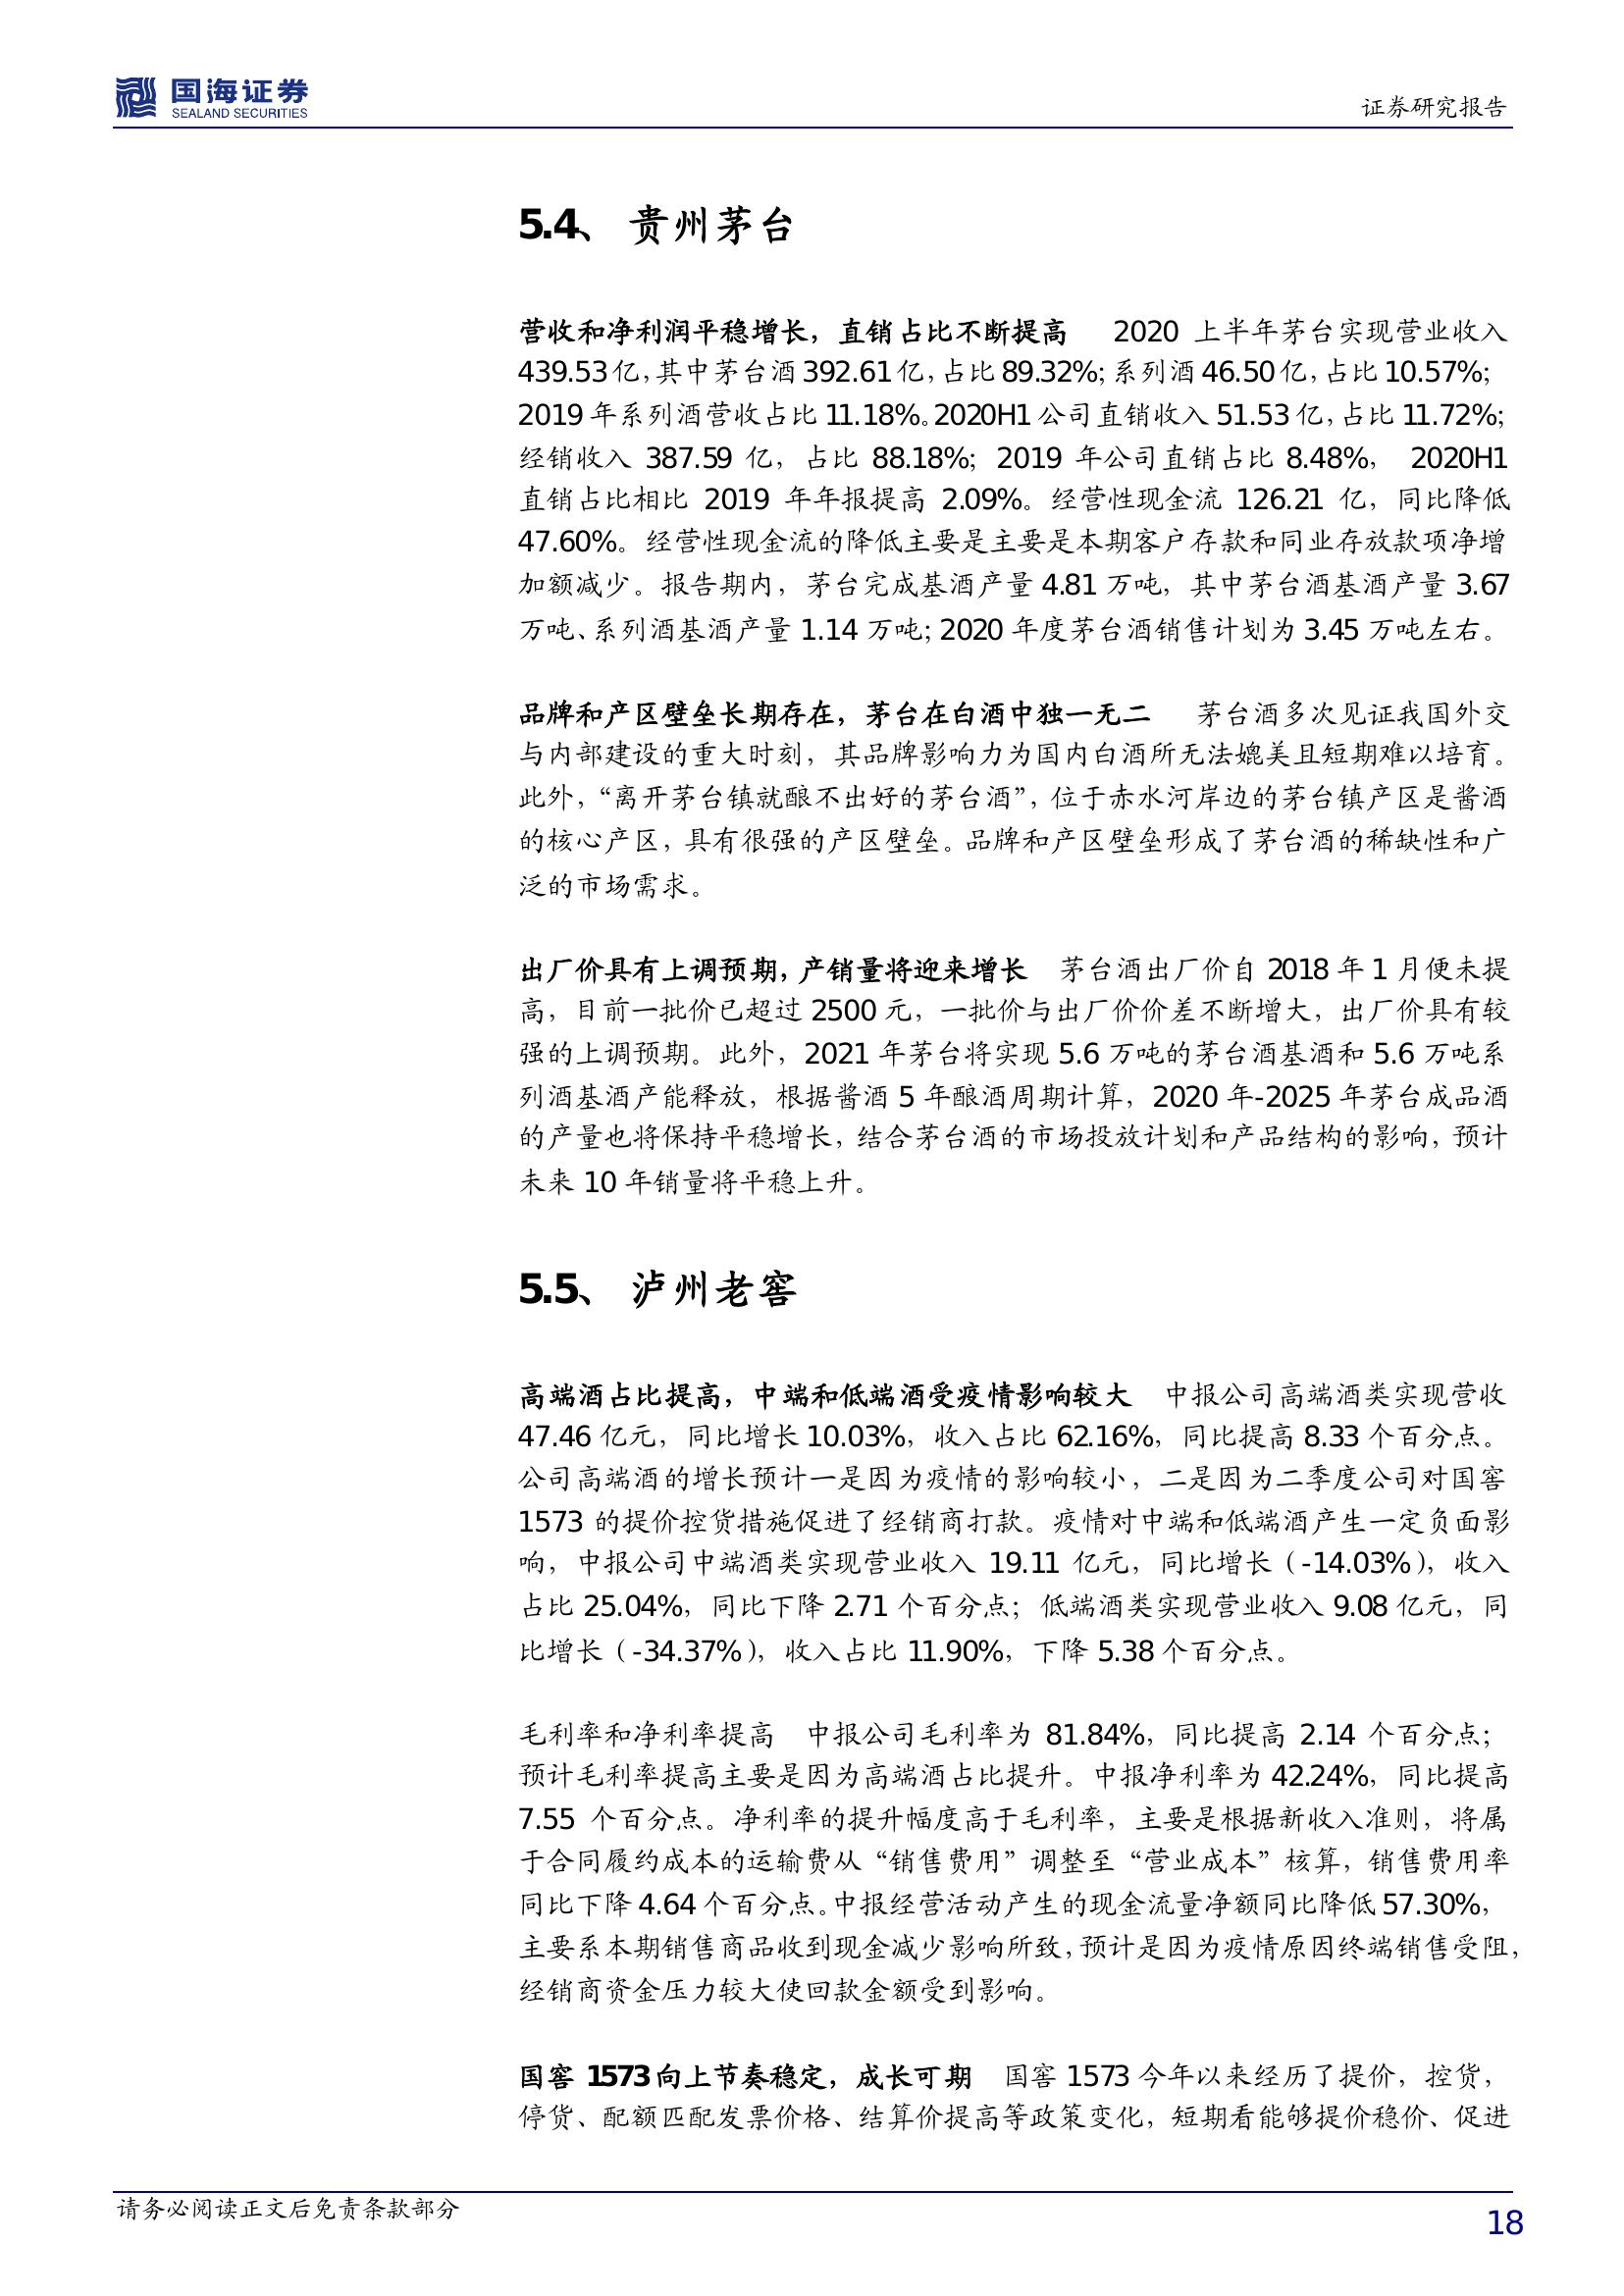 国海证券
SEALAND SECURITIES
证券研究报告
5.4、 贵州茅台
营收和净利润平稳增长，直销占比不断提高 2020 上半年茅台实现营业收入
439.53 亿，其中茅台酒 392.61 亿，占比 89.32%；系列酒 46.50 亿，占比 10.57%；
2019 年系列酒营收占比 11.18%。2020H1 公司直销收入 51.53 亿，占比 11.72%；
经销收入 387.59 亿，占比 88.18%；2019 年公司直销占比 8.48%， 2020H1
直销占比相比 2019 年年报提高 2.09%。经营性现金流 126.21 亿，同比降低
47.60%。经营性现金流的降低主要是主要是本期客户存款和同业存放款项净增
加额减少。报告期内，茅台完成基酒产量 4.81 万吨，其中茅台酒基酒产量 3.67
万吨、系列酒基酒产量 1.14 万吨；2020 年度茅台酒销售计划为 3.45 万吨左右。
品牌和产区壁垒长期存在，茅台在白酒中独一无二 茅台酒多次见证我国外交
与内部建设的重大时刻，其品牌影响力为国内白酒所无法媲美且短期难以培育。
此外，“离开茅台镇就酿不出好的茅台酒”，位于赤水河岸边的茅台镇产区是酱酒
的核心产区，具有很强的产区壁垒。品牌和产区壁垒形成了茅台酒的稀缺性和广
泛的市场需求。
出厂价具有上调预期，产销量将迎来增长 茅台酒出厂价自 2018 年 1 月便未提
高，目前一批价已超过 2500 元，一批价与出厂价价差不断增大，出厂价具有较
强的上调预期。此外，2021 年茅台将实现 5.6 万吨的茅台酒基酒和 5.6 万吨系
列酒基酒产能释放，根据酱酒 5 年酿酒周期计算，2020 年-2025 年茅台成品酒
的产量也将保持平稳增长，结合茅台酒的市场投放计划和产品结构的影响，预计
未来 10 年销量将平稳上升。
5.5、 泸州老窖
高端酒占比提高，中端和低端酒受疫情影响较大 中报公司高端酒类实现营收
47.46 亿元，同比增长 10.03%，收入占比 62.16%，同比提高 8.33 个百分点。
公司高端酒的增长预计一是因为疫情的影响较小，二是因为二季度公司对国窖
1573 的提价控货措施促进了经销商打款。疫情对中端和低端酒产生一定负面影
响，中报公司中端酒类实现营业收入 19.11 亿元，同比增长（-14.03%），收入
占比 25.04%，同比下降 2.71 个百分点；低端酒类实现营业收入 9.08 亿元，同
比增长（-34.37%），收入占比 11.90%，下降 5.38 个百分点。
毛利率和净利率提高 中报公司毛利率为 81.84%，同比提高 2.14 个百分点；
预计毛利率提高主要是因为高端酒占比提升。中报净利率为 42.24%，同比提高
7.55 个百分点。净利率的提升幅度高于毛利率，主要是根据新收入准则，将属
于合同履约成本的运输费从“销售费用”调整至“营业成本”核算，销售费用率
同比下降 4.64 个百分点。中报经营活动产生的现金流量净额同比降低 57.30%，
主要系本期销售商品收到现金减少影响所致，预计是因为疫情原因终端销售受阻，
经销商资金压力较大使回款金额受到影响。
国窖 1573 向上节奏稳定，成长可期 国窖 1573 今年以来经历了提价，控货，
停货、配额匹配发票价格、结算价提高等政策变化，短期看能够提价稳价、促进
请务必阅读正文后免责条款部分
18